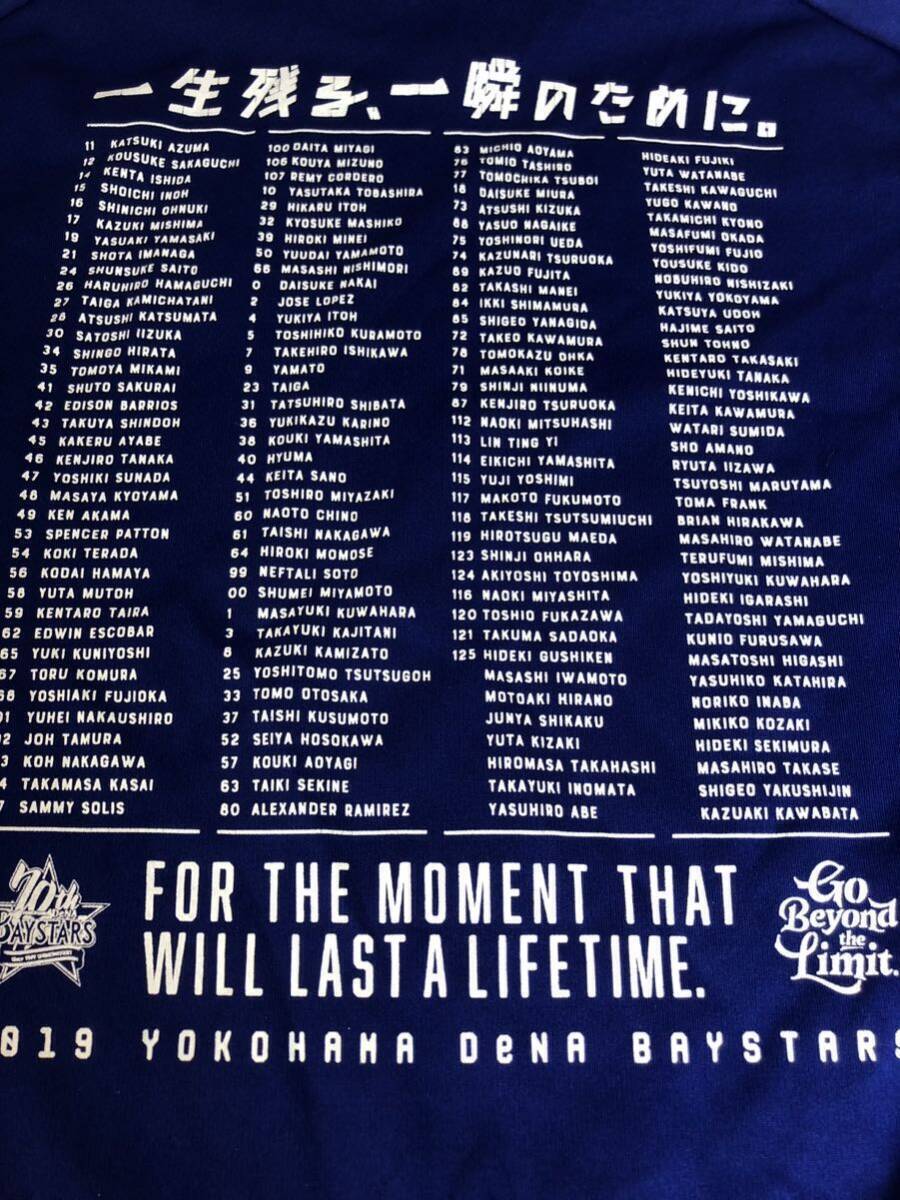 一生残る、一瞬のために。
11 KATSUKI AZUMA
12 KOUSUKE SAKAGUCHI
14 KENTA ISHIDA
15 SHOICHI INOH
16 SHINICHI OHNUKI
17 KAZUKI MISHIMA
19 YASUAKI YAMASAKI
21 SHOTA IMANAGA
24 SHUNSUKE SAITO
26 HARUHIRO HAMAGUCHI
27 TAIGA KAMICHATANI
28 ATSUSHI KATSUMATA
30 SATOSHI IIZUKA
34 SHINGO HIRATA
35 TOMOYA MIKAMI
41 SHUTO SAKURAI
42 EDISON BARRIOS
43 TAKUYA SHINDOH
45 KAKERU AYABE
46 KENJIRO TANAKA
47 YOSHIKI SUNADA
48 MASAYA KYOYAMA
49 KEN AKAMA
53 SPENCER PATTON
54 KOKI TERADA
56 KODAI HAMAYA
58 YUTA MUTOH
59 KENTARO TAIRA
62 EDWIN ESCOBAR
65 YUKI KUNIYOSHI
67 TORU KOMURA
68 YOSHIAKI FUJIOKA
91 YUHEI NAKAUSHIRO
92 JOH TAMURA
3 KOH NAKAGAWA
4 TAKAMASA KASAI
7 SAMMY SOLIS
100 DAITA MIYAGI
106 KOUYA MIZUNO
107 REMY CORDERO
10 YASUTAKA TOBASHIRA
29 HIKARU ITOH
32 KYOSUKE MASHIKO
39 HIROKI MINEI
50 YUUDAI YAMAMOTO
66 MASASHI NISHIMORI
0 DAISUKE NAKAI
2 JOSE LOPEZ
4 YUKIYA ITOH
5 TOSHIHIKO KURAMOTO
7 TAKEHIRO ISHIKAWA
9 YAMATO
23 TAIGA
31 TATSUHIRO SHIBATA
36 YUKIKAZU KARINO
38 KOUKI YAMASHITA
40 HYUMA
44 KEITA SANO
51 TOSHIRO MIYAZAKI
60 NAOTO CHINO
61 TAISHI NAKAGAWA
64 HIROKI MOMOSE
99 NEFTALI SOTO
00 SHUMEI MIYAMOTO
1 MASAYUKI KUWAHARA
3 TAKAYUKI KAJITANI
8 KAZUKI KAMIZATO
25 YOSHITOMO TSUTSUGOH
33 TOMO OTOSAKA
37 TAISHI KUSUMOTO
52 SEIYA HOSOKAWA
57 KOUKI AOYAGI
63 TAIKI SEKINE
80 ALEXANDER RAMIREZ
83 MICHIO AOYAMA
76 YOMIO TASHIRO
77 TOMOCHIKA TSUBOI
18 DAISUKE MIURA
73 ATSUSHI KIZUKA
88 YASUO NAGAIKE
75 YOSHINORI UEDA
74 KAZUNARI TSURUOKA
89 KAZUO FUJITA
82 TAKASHI MANEI
84 IKKI SHIMAMURA
85 SHIGEO YANAGIDA
72 TAKEO KAWAMURA
78 TOMOKAZU OHKA
71 MASAAKI KOIKE
79 SHINJI NIINUMA
87 KENJIRO TSURUOKA
112 NAOKI MITSUHASHI
113 LIN TING YI
114 EIKICHI YAMASHITA
115 YUJI YOSHIMI
117 MAKOTO FUKUMOTO
118 TAKESHI TSUTSUMIUCHI
119 HIROTSUGU MAEDA
123 SHINJI OHHARA
124 AKIYOSHI TOYOSHIMA
116 NAOKI MIYASHITA
120 TOSHIO FUKAZAWA
121 TAKUMA SADAOKA
125 HIDEKI GUSHIKEN
MASASHI IWAMOTO
MOTOAKI HIRANO
JUNYA SHIKAKU
YUTA KIZAKI
HIROMASA TAKAHASHI
TAKAYUKI INOMATA
YASUHIRO ABE
HIDEAKI FUJIKI
YUTA WATANABE
TAKESHI KAWAGUCHI
YUGO KAWANO
TAKAMICHI KYONO
MASAFUMI OKADA
YOSHIFUMI FUJIO
YOUSUKE KIDO
NOBUHIRO NISHIZAKI
YUKIYA YOKOYAMA
KATSUYA UDOH
HAJIME SAITO
SHUN TOHNO
KENTARO TAKASAKI
HIDEYUKI TANAKA
KENICHI YOSHIKAWA
KEITA KAWAMURA
WATARI SUMIDA
SHO AMANO
RYUTA IIZAWA
TSUYOSHI MARUYAMA
TOMA FRANK
BRIAN HIRAKAWA
MASAHIRO WATANABE
TERUFUMI MISHIMA
YOSHIYUKI KUWAHARA
HIDEKI IGARASHI
TADAYOSHI YAMAGUCHI
KUNIO FURUSAWA
MASATOSHI HIGASHI
YASUHIKO KATAHIRA
NORIKO INABA
MIKIKO KOZAKI
HIDEKI SEKIMURA
MASAHIRO TAKASE
SHIGEO YAKUSHIJIN
KAZUAKI KAWABATA
70th
BAYSTARS
FOR THE MOMENT THAT
WILL LAST A LIFETIME.
Go
Beyond
the
Limit.
2019 YOKOHAMA DeNA BAYSTARS